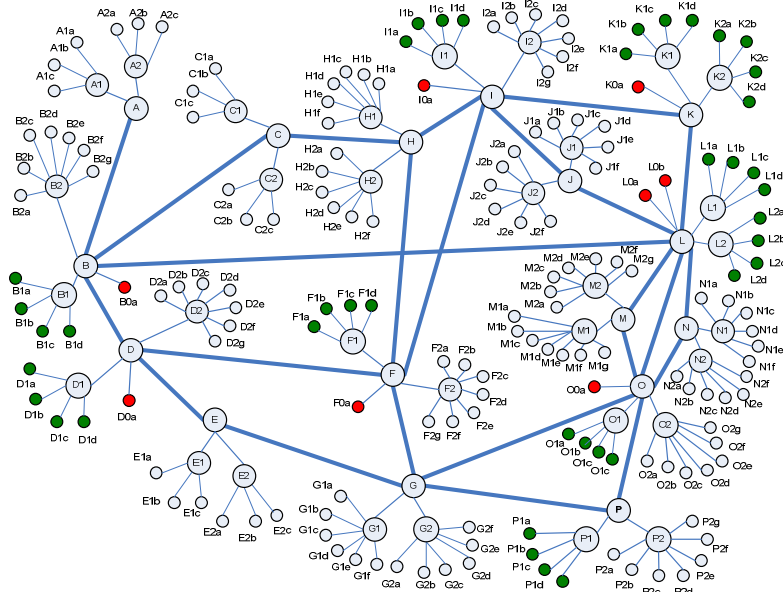 A2a
A2b
A2c
A1a
A1b
A1c
A1
A2
A
C1a
C1b
C1c
C1
C
C2
C2a
C2b
C2c
H1c
H1b
H1d
H1a
H1e
H1f
H1
H
H2a
H2b
H2c
H2d
H2e
H2f
H2
I1b
I1c
I1d
I1a
I1
I0a
I
I2c
I2b
I2a
I2d
I2
I2e
I2f
I2g
K1c
K1b
K1d
K1a
K1
K0a
K
K2a
K2b
K2
K2c
K2d
J1b
J1c
J1a
J1d
J1
J1e
J1f
J
J2a
J2b
J2c
J2
J2d
J2e
J2f
L0b
L0a
L
L1a
L1b
L1c
L1d
L1
L2a
L2
L2b
L2c
L2d
B2d
B2c
B2e
B2f
B2b
B2g
B2
B2a
B
B0a
B1a
B1
B1b
B1c
B1d
D2b
D2c
D2a
D2d
D2
D2e
D2f
D2g
D
D1a
D1
D1b
D1c
D1d
D0a
F1c
F1b
F1d
F1a
F1
F
F0a
F2a
F2b
F2c
F2
F2d
F2e
F2g
F2f
M2f
M2e
M2d
M2g
M2c
M2
M2b
M2a
M1a
M1b
M1
M
M1c
M1d
M1e
M1f
M1g
N1a
N1b
N1c
N
N1
N1d
N1e
N1f
N2
N2f
N2a
N2b
N2c
N2d
N2e
O0a
O
O1
O1a
O1b
O1c
O1c
O2
O2g
O2f
O2e
O2d
O2a
O2b
O2c
E
E1a
E1
E1b
E1c
E2
E2a
E2b
E2c
G
G1a
G1b
G1c
G1
G1d
G1e
G1f
G2
G2f
G2e
G2d
G2a
G2b
G2c
P
P1a
P1b
P1
P1c
P1d
P2
P2g
P2f
P2e
P2a
P2b
P2d